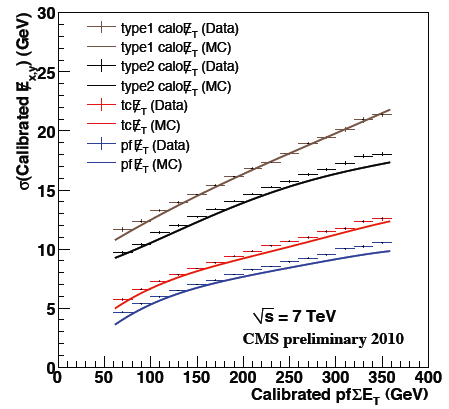 σ(Calibrated E̸x,y) (GeV)
30
25
20
15
10
5
0
type1 caloE̸T (Data)
type1 caloE̸T (MC)
type2 caloE̸T (Data)
type2 caloE̸T (MC)
tcE̸T (Data)
tcE̸T (MC)
pf E̸T (Data)
pf E̸T (MC)
√s = 7 TeV
CMS preliminary 2010
0 50 100 150 200 250 300 350 400
Calibrated pfΣET (GeV)